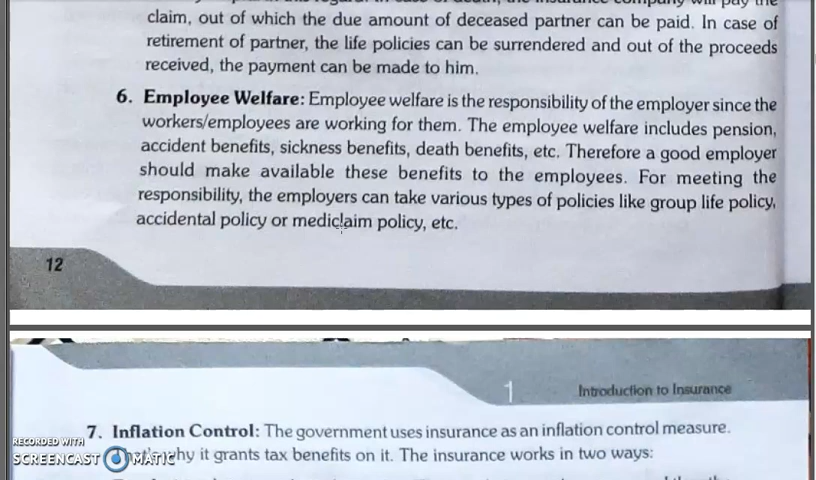 claim, out of which the due amount of deceased partner can be paid. In case of
retirement of partner, the life policies can be surrendered and out of the proceeds
received, the payment can be made to him.
6. Employee Welfare: Employee welfare is the responsibility of the employer since the
workers/employees are working for them. The employee welfare includes pension,
accident benefits, sickness benefits, death benefits, etc. Therefore a good employer
should make available these benefits to the employees. For meeting the
responsibility, the employers can take various types of policies like group life policy,
accidental policy or mediclaim policy, etc.
12
1 Introduction to Insurance
7. Inflation Control: The government uses insurance as an inflation control measure.
why it grants tax benefits on it. The insurance works in two ways:
RECORDED WITH
SCREENCAST MATIC